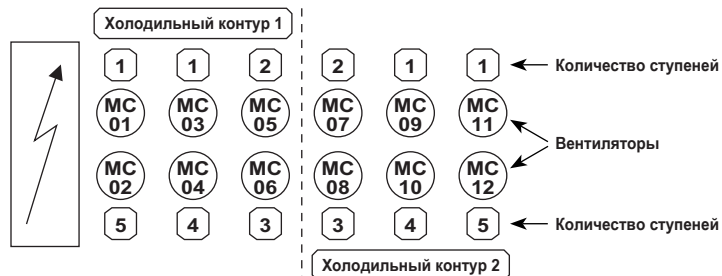 Холодильный контур 1
1 1 2 2 1 1 Количество ступеней
MC 01 MC 03 MC 05 MC 07 MC 09 MC 11
Вентиляторы
MC 02 MC 04 MC 06 MC 08 MC 10 MC 12
5 4 3 3 4 5 Количество ступеней
Холодильный контур 2